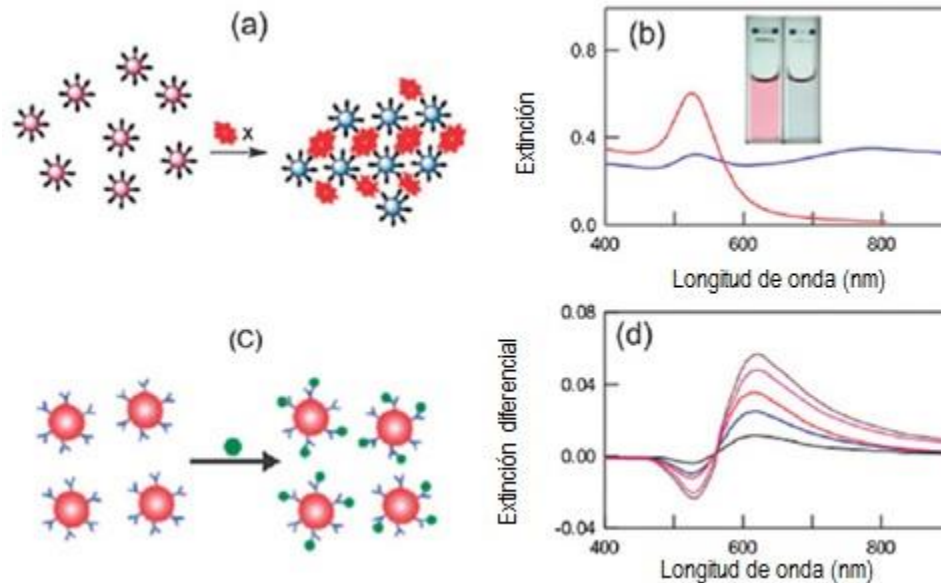 (a)
x
(b)
Extinción
0.8
0.4
0.0
400
600
800
Longitud de onda (nm)
(C)
(d)
Extinción diferencial
0.08
0.04
0.00
-0.04
400
600
800
Longitud de onda (nm)